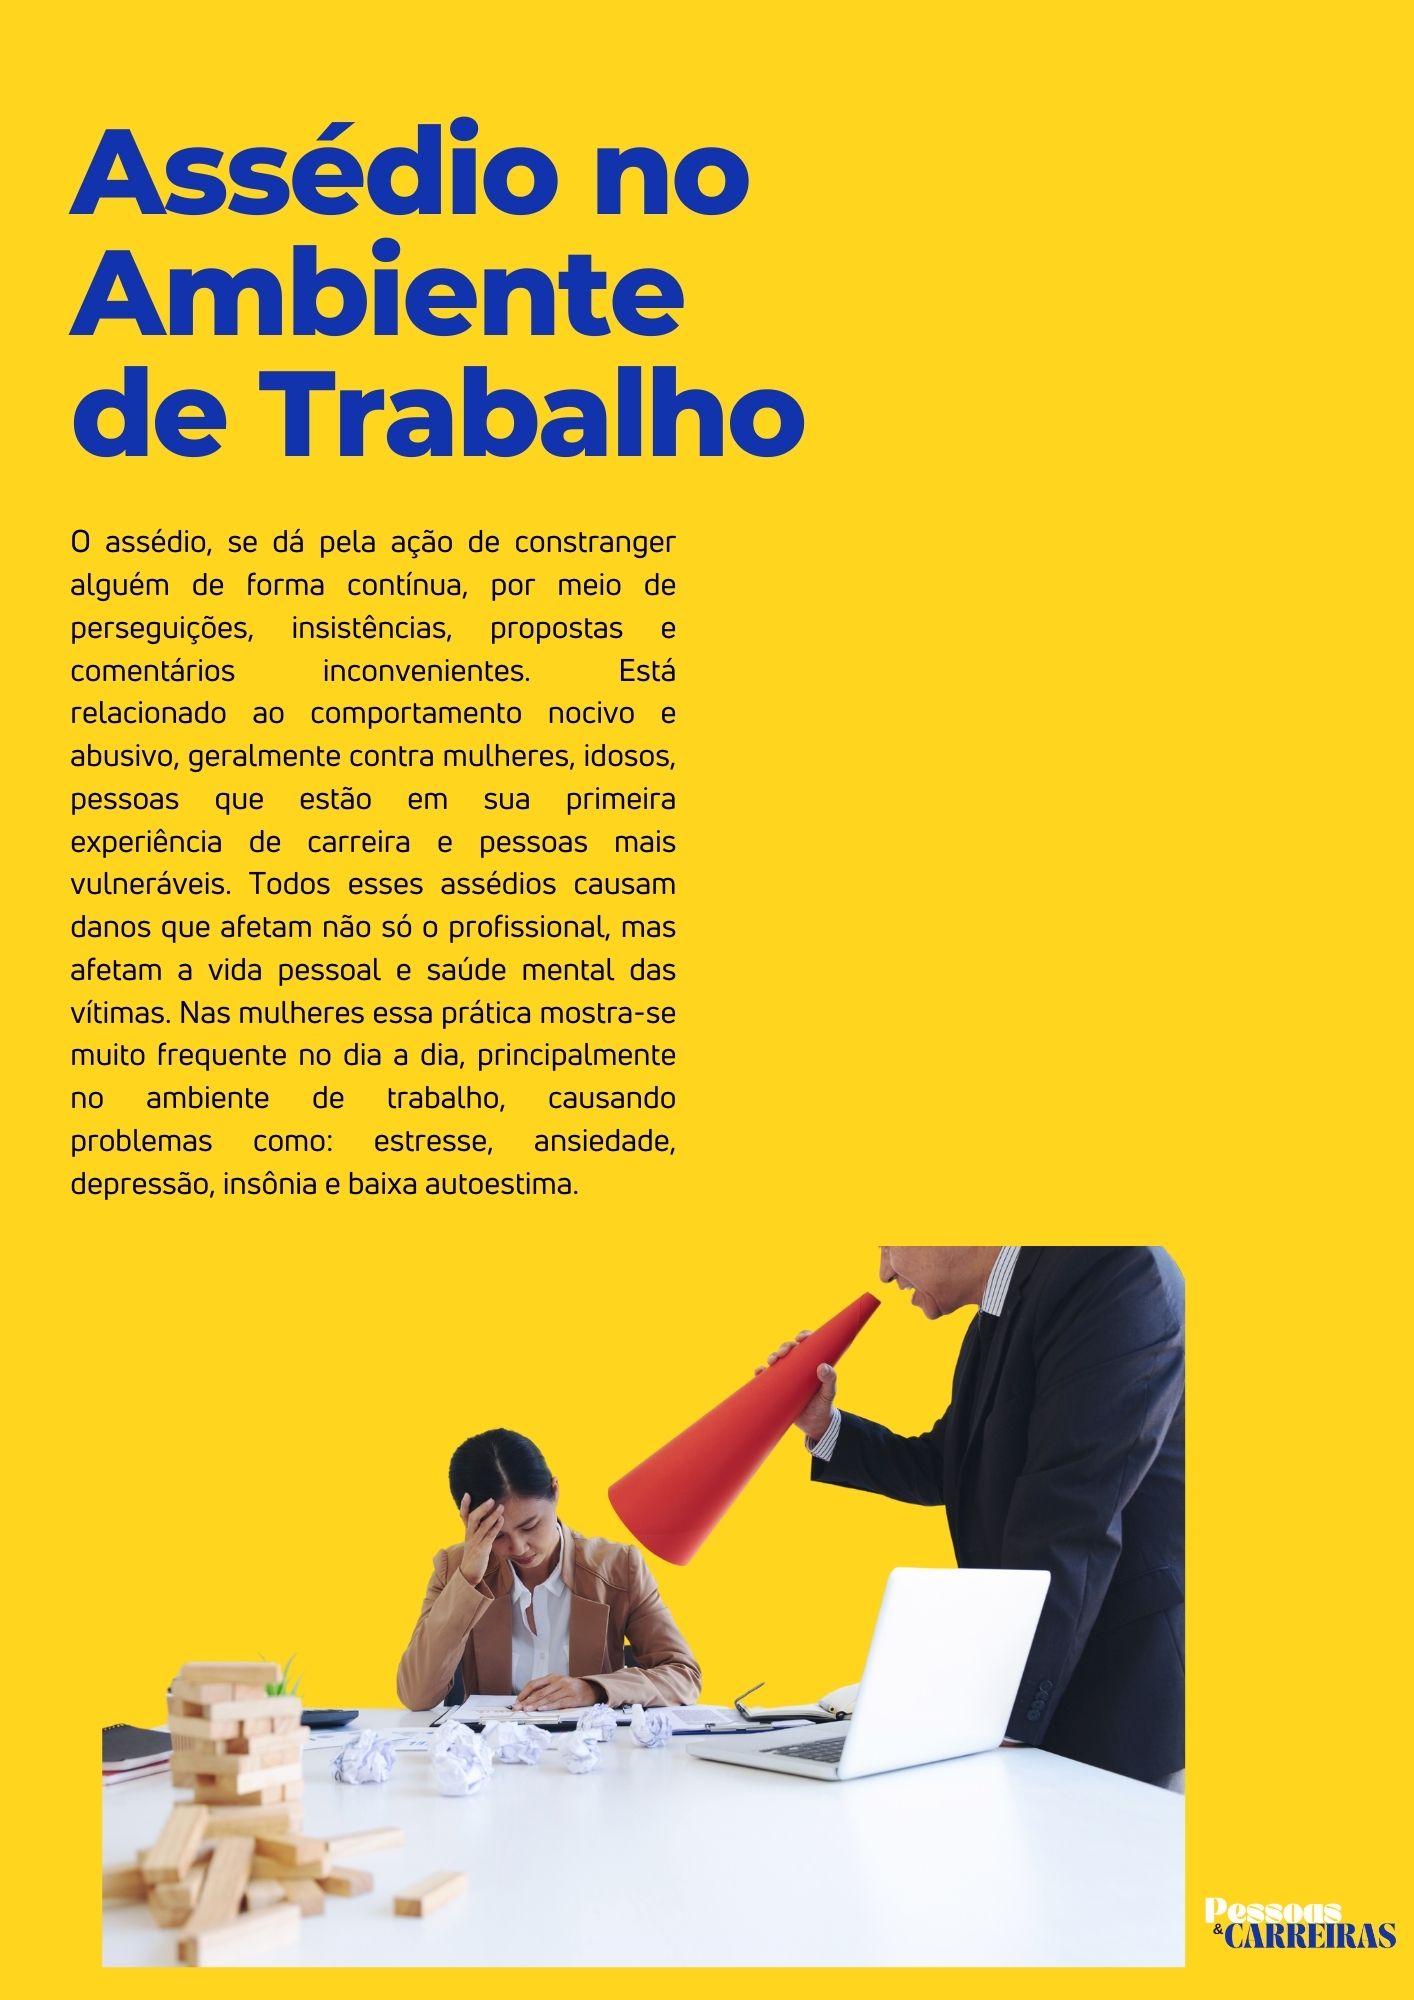 Assédio no
Ambiente
de Trabalho
O assédio, se dá pela ação de constranger
alguém de forma contínua, por meio de
perseguições, insistências, propostas e
comentários inconvenientes. Está
relacionado ao comportamento nocivo e
abusivo, geralmente contra mulheres, idosos,
pessoas que estão em sua primeira
experiência de carreira e pessoas mais
vulneráveis. Todos esses assédios causam
danos que afetam não só o profissional, mas
afetam a vida pessoal e saúde mental das
vítimas. Nas mulheres essa prática mostra-se
muito frequente no dia a dia, principalmente
no ambiente de trabalho, causando
problemas como: estresse, ansiedade,
depressão, insônia e baixa autoestima.
Pessoas
&CARREIRAS